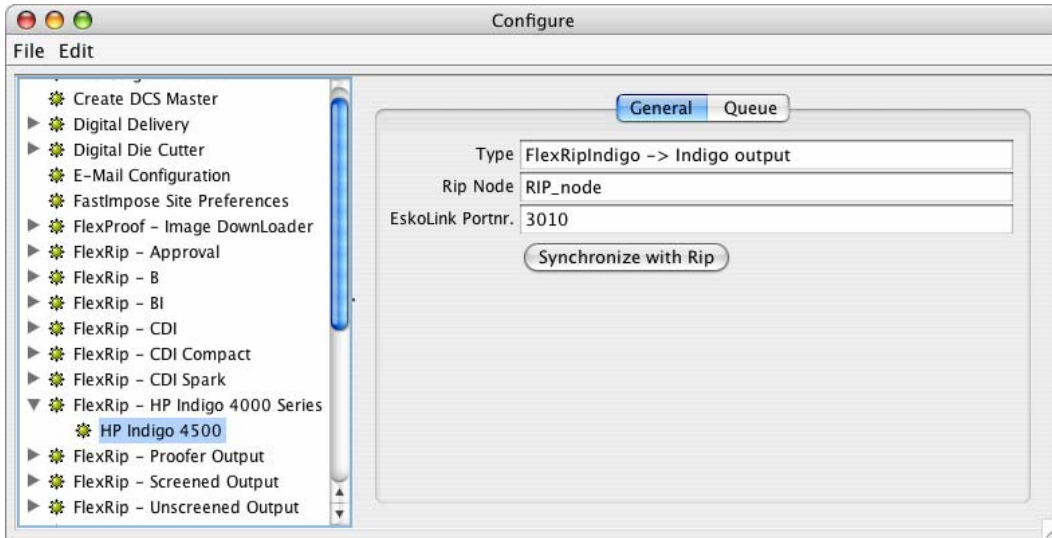 Configure
File Edit
Create DCS Master
Digital Delivery
Digital Die Cutter
E-Mail Configuration
FastImpose Site Preferences
FlexProof – Image DownLoader
FlexRip – Approval
FlexRip – B
FlexRip – BI
FlexRip – CDI
FlexRip – CDI Compact
FlexRip – CDI Spark
FlexRip – HP Indigo 4000 Series
HP Indigo 4500
FlexRip – Proofer Output
FlexRip – Screened Output
FlexRip – Unscreened Output
General Queue
Type FlexRipIndigo -> Indigo output
Rip Node RIP_node
EskoLink Portnr. 3010
Synchronize with Rip